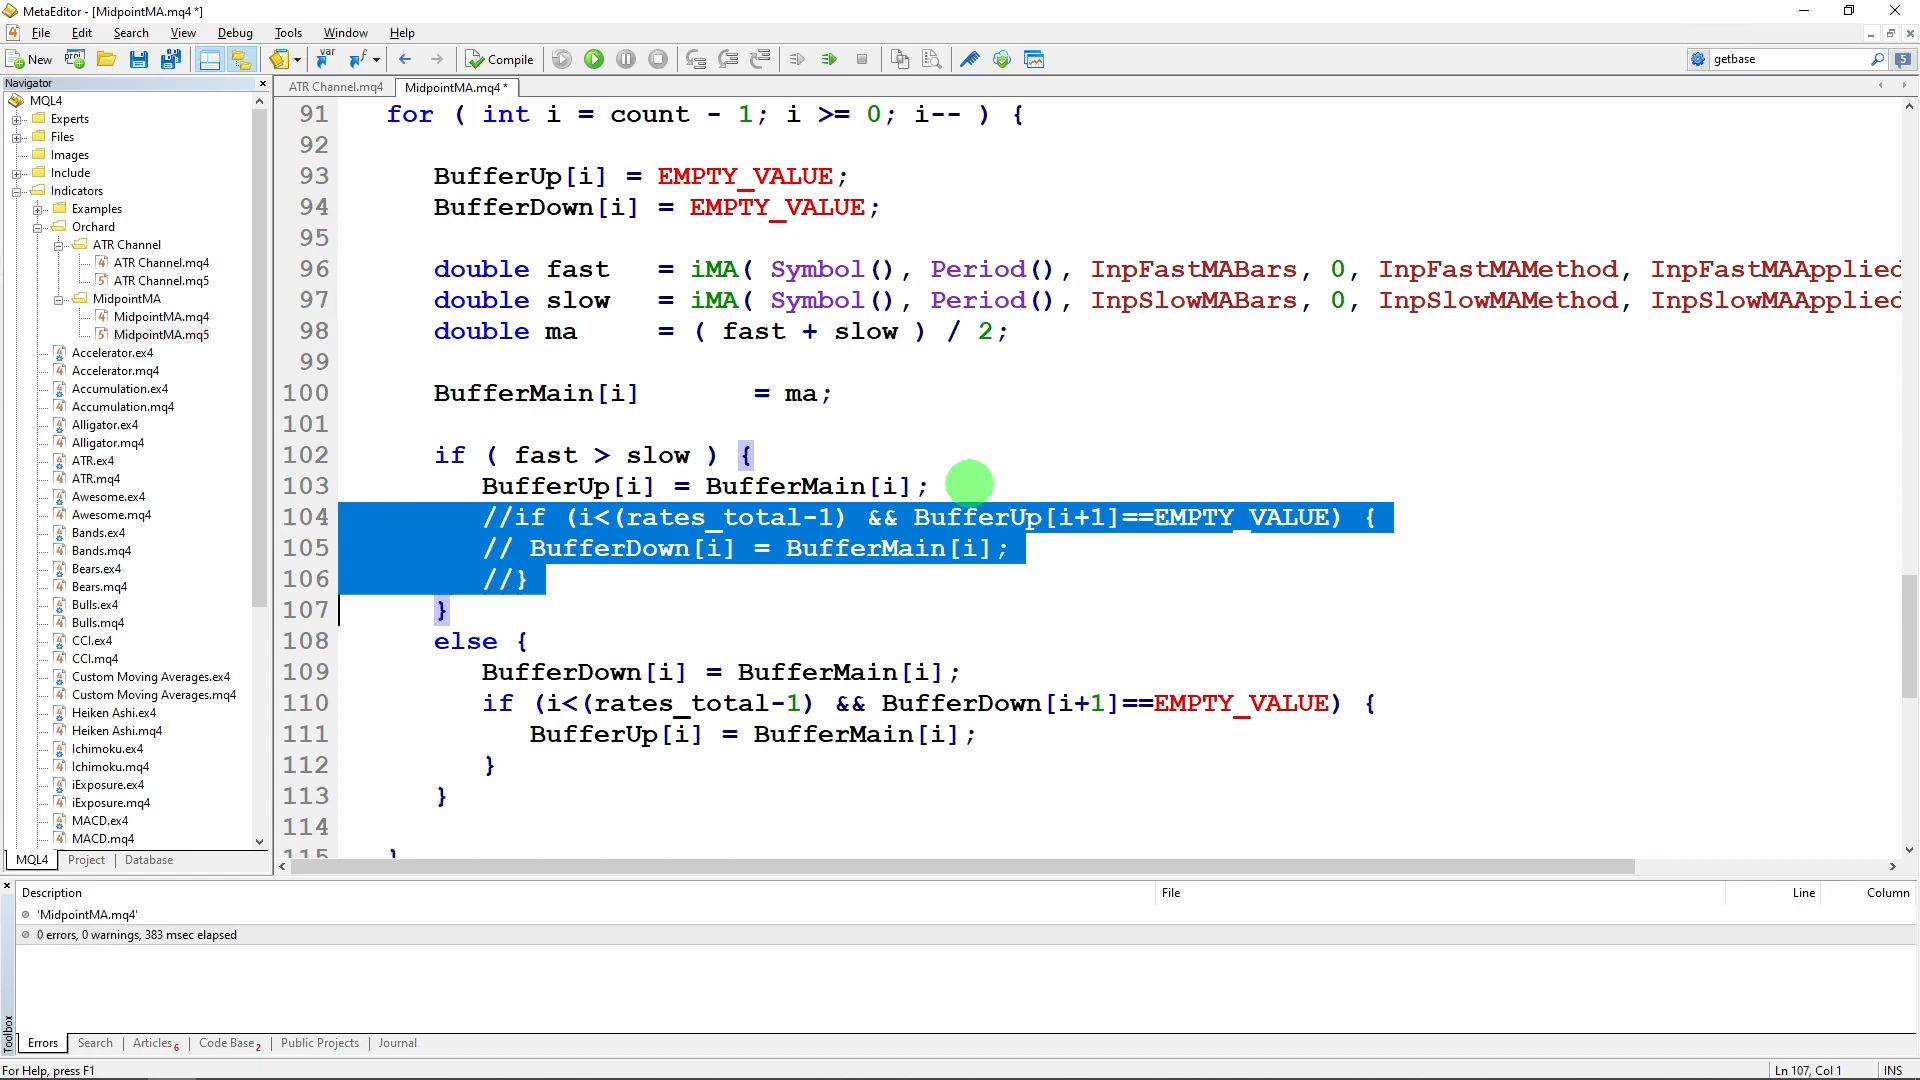 MetaEditor - [MidpointMA.mq4 *]
File Edit Search View Debug Tools Window Help
New proj var Compile getbase 5
Navigator
ATR Channel.mq4 MidpointMA.mq4 *
MQL4
Experts
Files
Images
Include
Indicators
Examples
Orchard
ATR Channel
ATR Channel.mq4
ATR Channel.mq5
MidpointMA
MidpointMA.mq4
MidpointMA.mq5
Accelerator.ex4
Accelerator.mq4
Accumulation.ex4
Accumulation.mq4
Alligator.ex4
Alligator.mq4
ATR.ex4
ATR.mq4
Awesome.ex4
Awesome.mq4
Bands.ex4
Bands.mq4
Bears.ex4
Bears.mq4
Bulls.ex4
Bulls.mq4
CCI.ex4
CCI.mq4
Custom Moving Averages.ex4
Custom Moving Averages.mq4
Heiken Ashi.ex4
Heiken Ashi.mq4
Ichimoku.ex4
Ichimoku.mq4
iExposure.ex4
iExposure.mq4
MACD.ex4
MACD.mq4
MQL4 Project Database
91 for ( int i = count - 1; i >= 0; i-- ) {
92
93 BufferUp[i] = EMPTY_VALUE;
94 BufferDown[i] = EMPTY_VALUE;
95
96 double fast = iMA( Symbol(), Period(), InpFastMABars, 0, InpFastMAMethod, InpFastMAApplied
97 double slow = iMA( Symbol(), Period(), InpSlowMABars, 0, InpSlowMAMethod, InpSlowMAApplied
98 double ma = ( fast + slow ) / 2;
99
100 BufferMain[i] = ma;
101
102 if ( fast > slow ) {
103 BufferUp[i] = BufferMain[i];
104 //if (i<(rates_total-1) && BufferUp[i+1]==EMPTY_VALUE) {
105 // BufferDown[i] = BufferMain[i];
106 //}
107 }
108 else {
109 BufferDown[i] = BufferMain[i];
110 if (i<(rates_total-1) && BufferDown[i+1]==EMPTY_VALUE) {
111 BufferUp[i] = BufferMain[i];
112 }
113 }
114
115 }
Description File Line Column
'MidpointMA.mq4'
0 errors, 0 warnings, 383 msec elapsed
Toolbox
Errors Search Articles 6 Code Base 2 Public Projects Journal
For Help, press F1 Ln 107, Col 1 INS